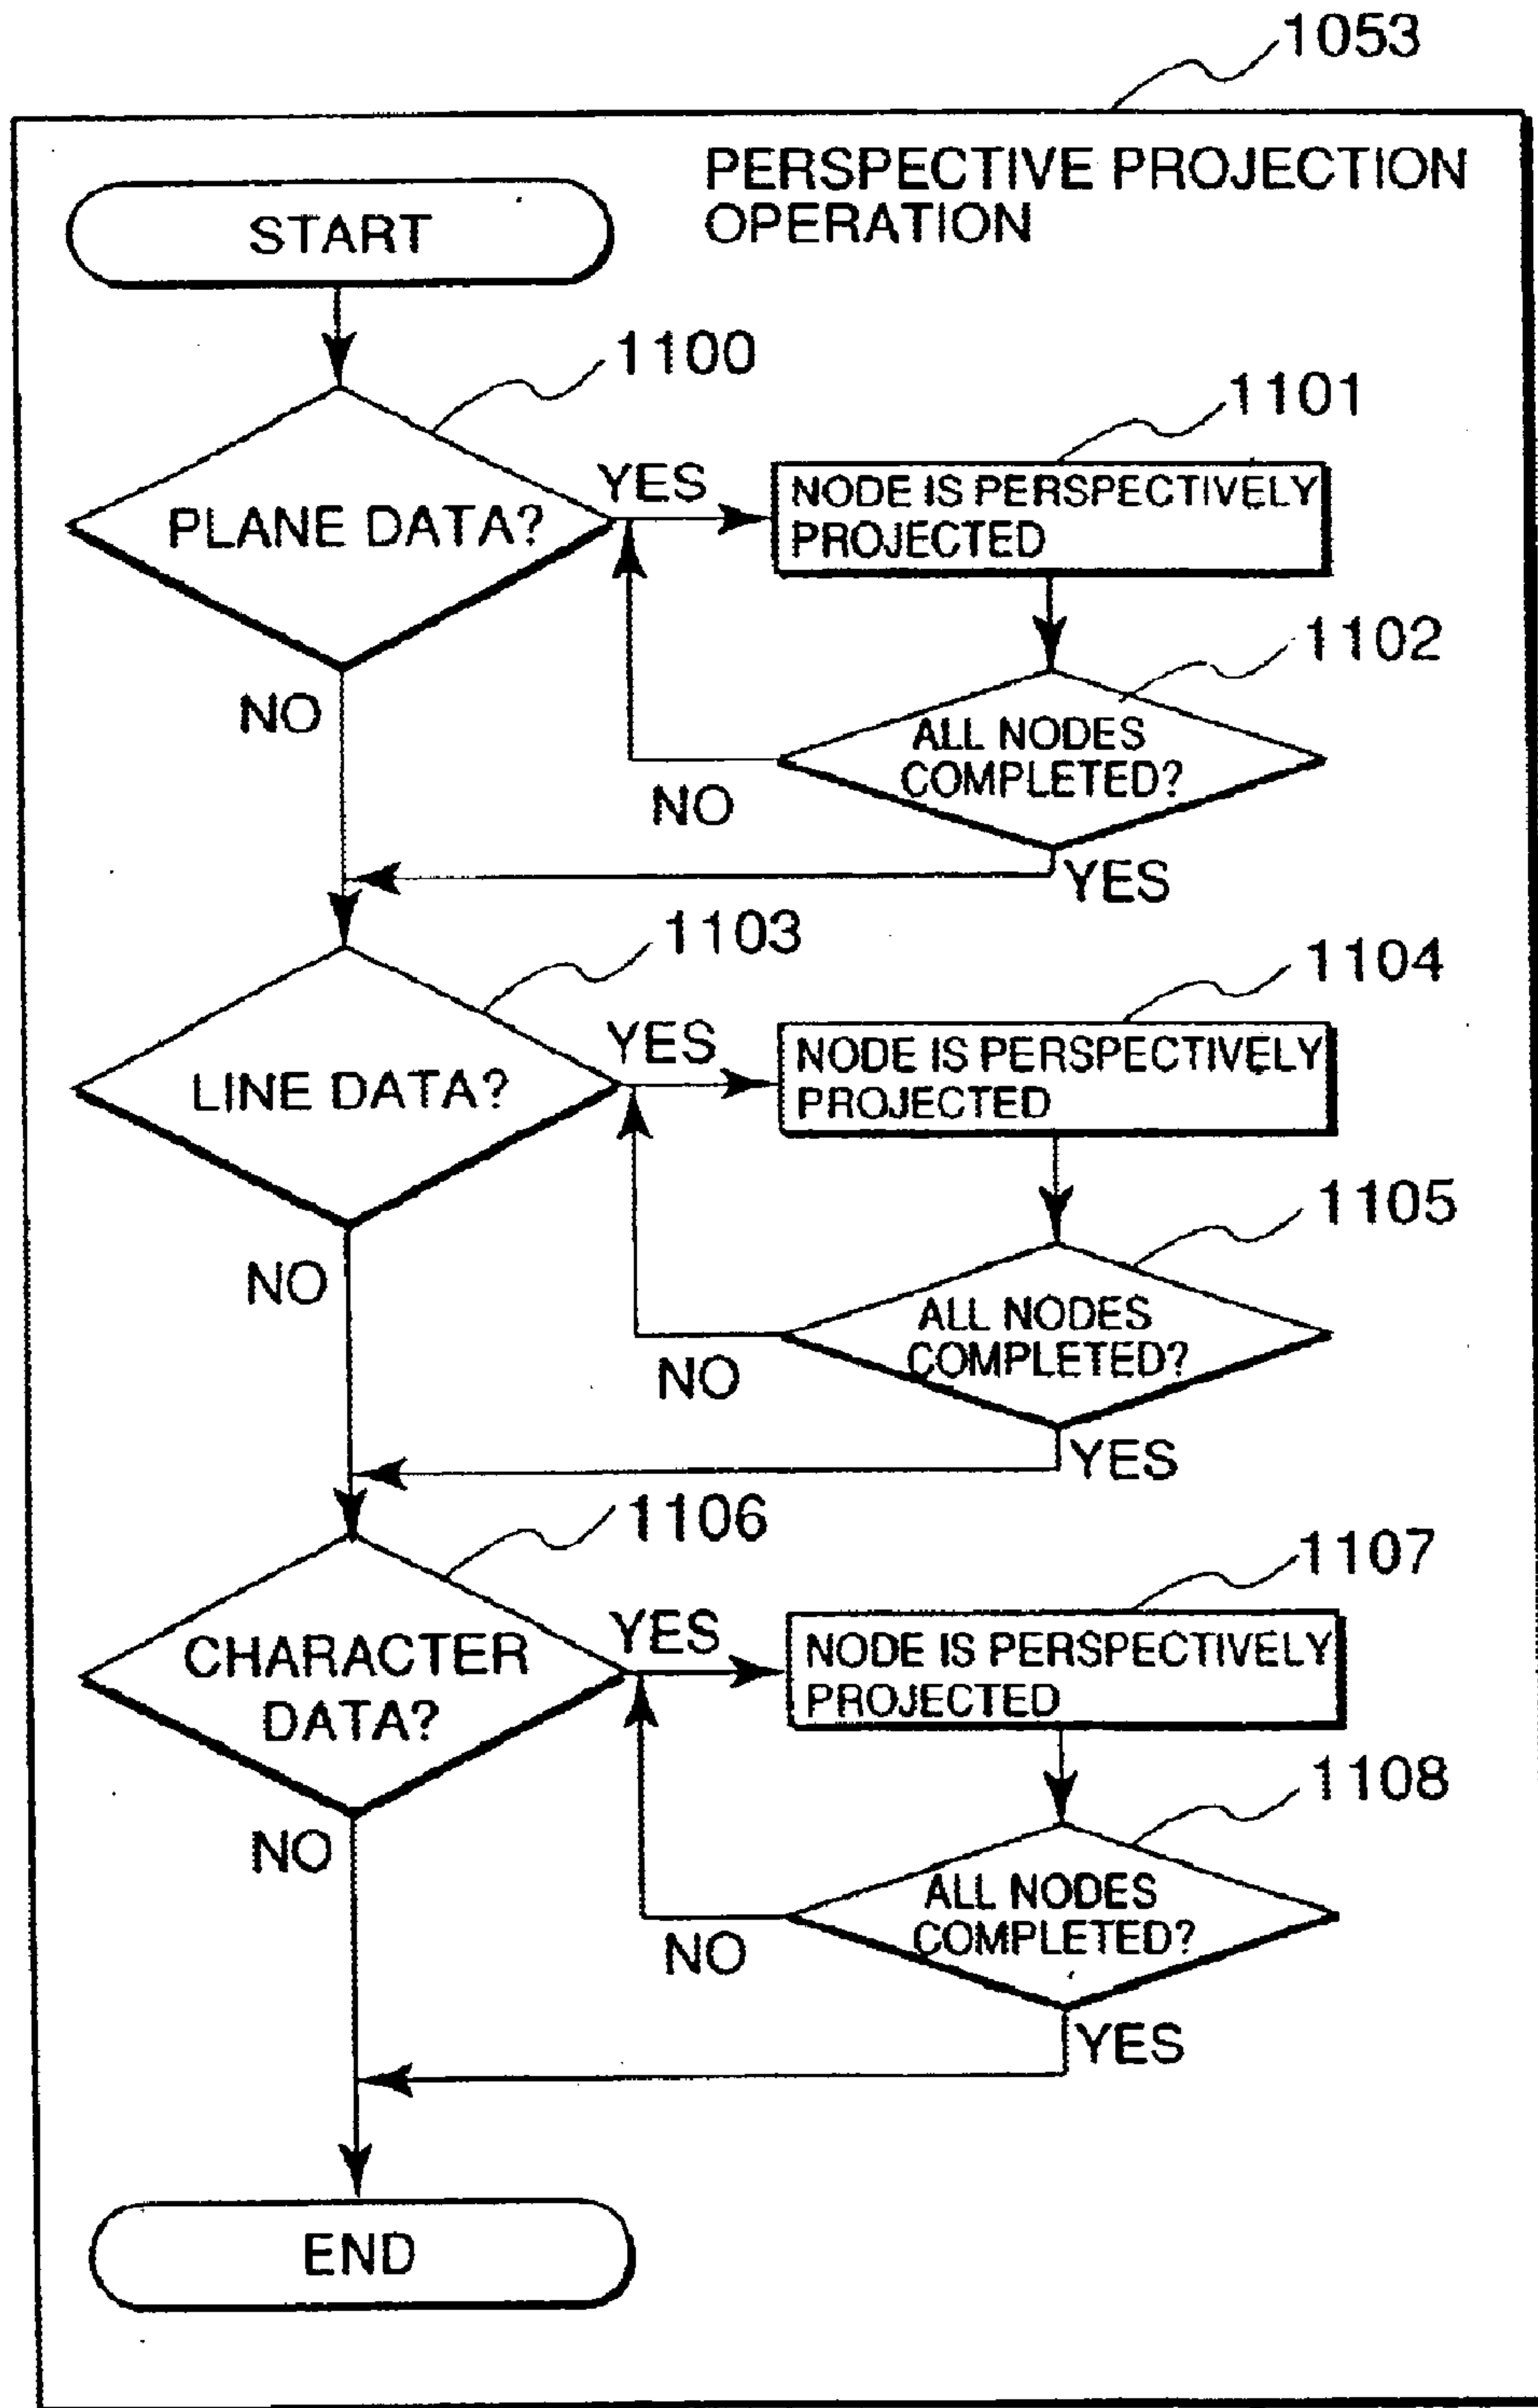 1053
PERSPECTIVE PROJECTION
OPERATION
START
1100
1101
YES
NODE IS PERSPECTIVELY
PROJECTED
PLANE DATA?
1102
NO
ALL NODES
COMPLETED?
NO
YES
1103
1104
YES
NODE IS PERSPECTIVELY
PROJECTED
LINE DATA?
1105
NO
ALL NODES
COMPLETED?
NO
YES
1106
1107
YES
NODE IS PERSPECTIVELY
PROJECTED
CHARACTER
DATA?
1108
NO
ALL NODES
COMPLETED?
NO
YES
END